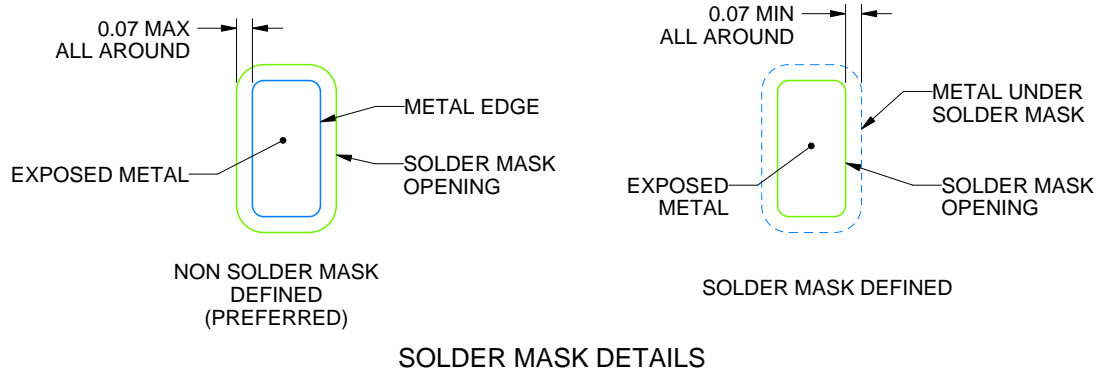 0.07 MAX
ALL AROUND
METAL EDGE
EXPOSED METAL
SOLDER MASK
OPENING
NON SOLDER MASK
DEFINED
(PREFERRED)
0.07 MIN
ALL AROUND
METAL UNDER
SOLDER MASK
EXPOSED
METAL
SOLDER MASK
OPENING
SOLDER MASK DEFINED
SOLDER MASK DETAILS